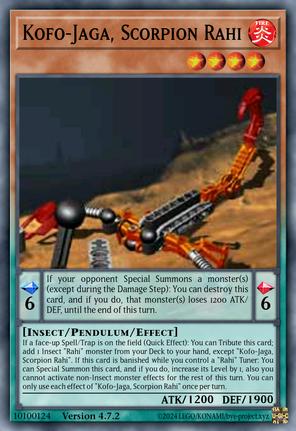 KOFO-JAGA, SCORPION RAHI
FIRE
炎
If your opponent Special Summons a monster(s)
(except during the Damage Step): You can destroy this
card, and if you do, that monster(s) loses 1200 ATK/
DEF, until the end of this turn.
6
6
[INSECT/PENDULUM/EFFECT]
If a face-up Spell/Trap is on the field (Quick Effect): You can Tribute this card;
add 1 Insect "Rahi" monster from your Deck to your hand, except "Kofo-Jaga,
Scorpion Rahi". If this card is banished while you control a "Rahi" Tuner: You
can Special Summon this card, and if you do, increase its Level by 1, also you
cannot activate non-Insect monster effects for the rest of this turn. You can
only use each effect of "Kofo-Jaga, Scorpion Rahi" once per turn.
ATK/1200 DEF/1900
10100124 Version 4.7.2 ©2024 LEGO/KONAMI/bye-project.xyz